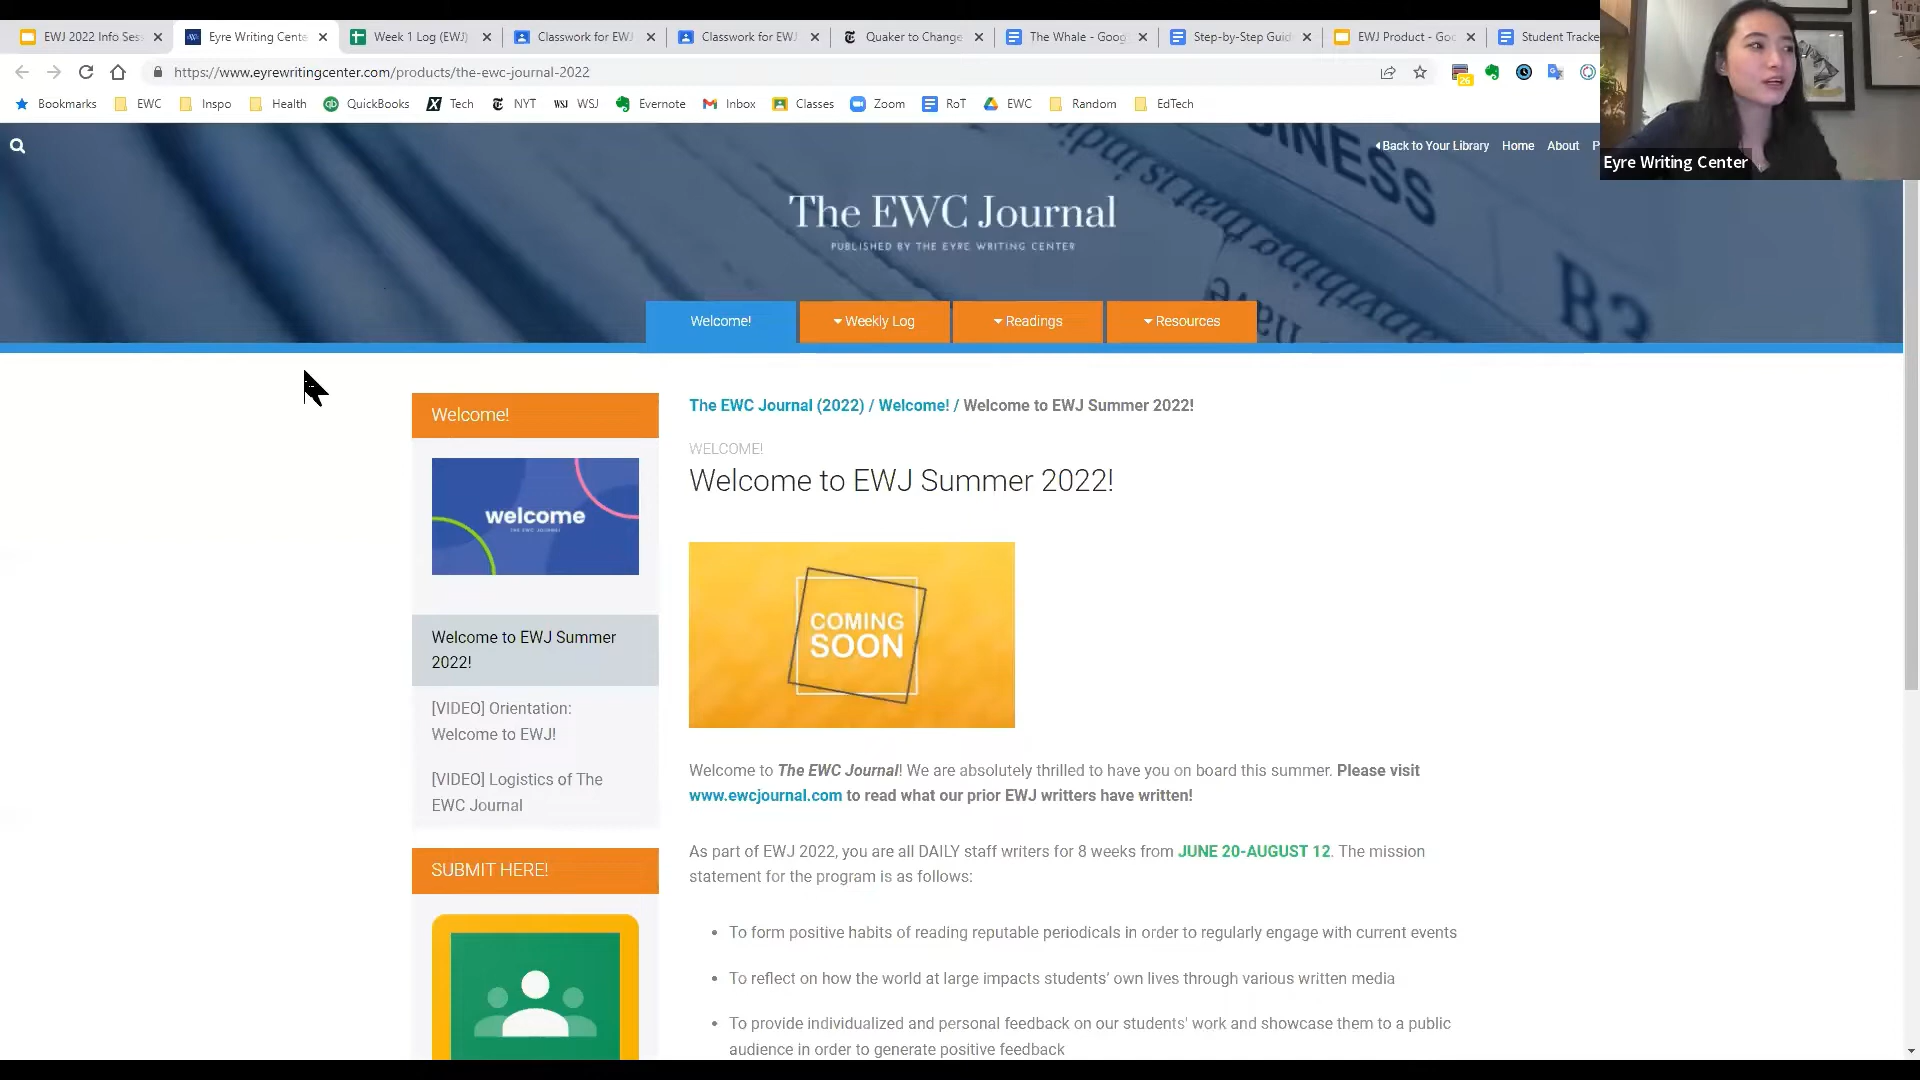 EWJ 2022 Info Ses
Eyre Writing Cente
Week 1 Log (EWJ)
Classwork for EWJ
Classwork for EWJ
Quaker to Change
The Whale - Goog
Step-by-Step Guid
EWJ Product - Goo
Student Tracke
https://www.eyrewritingcenter.com/products/the-ewc-journal-2022
26
Bookmarks
EWC
Inspo
Health
QuickBooks
Tech
NYT
WSJ
Evernote
Inbox
Classes
Zoom
RoT
EWC
Random
EdTech
Back to Your Library
Home
About
P
Eyre Writing Center
BUSINESS
B3
The EWC Journal
PUBLISHED BY THE EYRE WRITING CENTER
Welcome!
Weekly Log
Readings
Resources
Welcome!
welcome
THE EWC JOURNAL
Welcome to EWJ Summer
2022!
[VIDEO] Orientation:
Welcome to EWJ!
[VIDEO] Logistics of The
EWC Journal
SUBMIT HERE!
The EWC Journal (2022) / Welcome! / Welcome to EWJ Summer 2022!
WELCOME!
Welcome to EWJ Summer 2022!
COMING
SOON
Welcome to The EWC Journal! We are absolutely thrilled to have you on board this summer. Please visit
www.ewcjournal.com to read what our prior EWJ writters have written!
As part of EWJ 2022, you are all DAILY staff writers for 8 weeks from JUNE 20-AUGUST 12. The mission
statement for the program is as follows:
• To form positive habits of reading reputable periodicals in order to regularly engage with current events
• To reflect on how the world at large impacts students' own lives through various written media
• To provide individualized and personal feedback on our students' work and showcase them to a public
audience in order to generate positive feedback